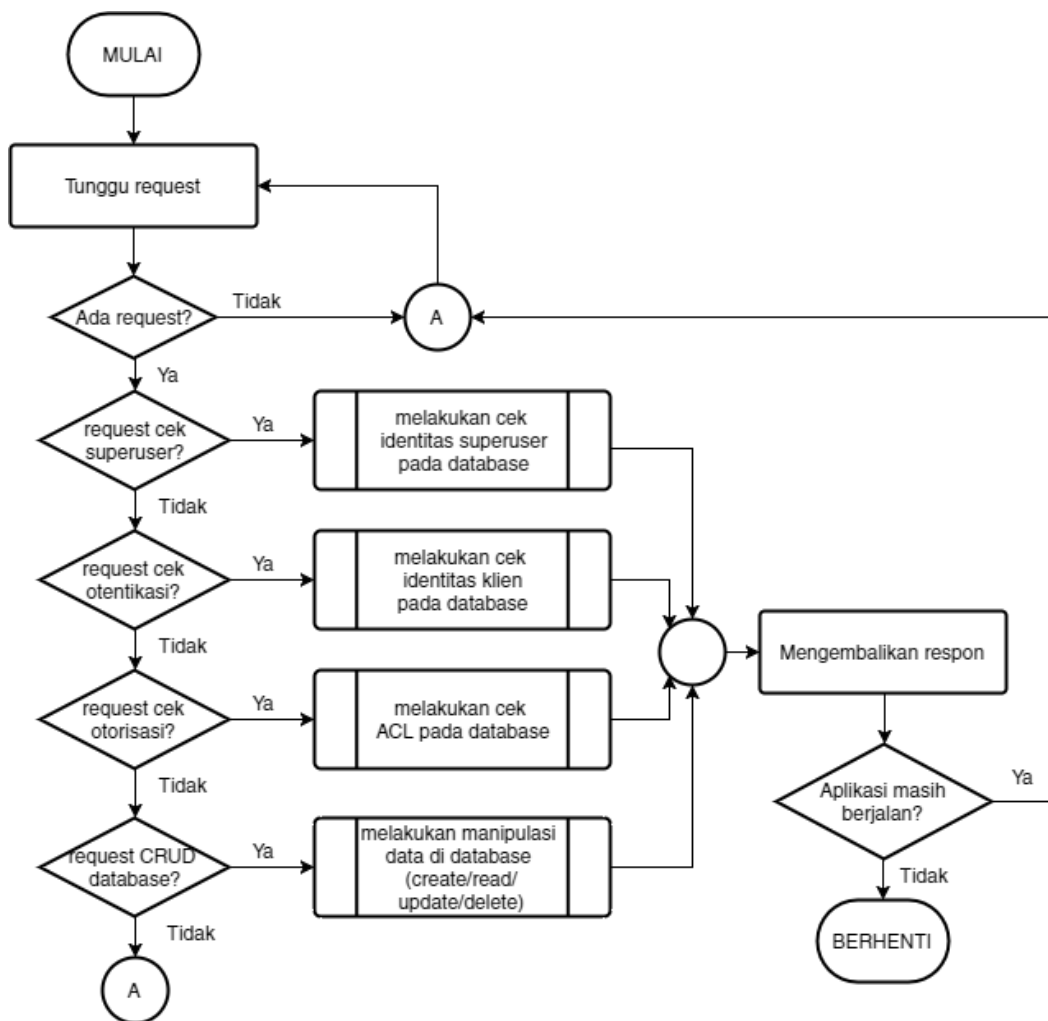 MULAI
Tunggu request
Ada request?
Tidak
A
Ya
request cek
superuser?
Ya
melakukan cek
identitas superuser
pada database
Tidak
request cek
otentikasi?
Ya
melakukan cek
identitas klien
pada database
Tidak
request cek
otorisasi?
Ya
melakukan cek
ACL pada database
Tidak
request CRUD
database?
Ya
melakukan manipulasi
data di database
(create/read/
update/delete)
Tidak
A
Mengembalikan respon
Aplikasi masih
berjalan?
Ya
Tidak
BERHENTI